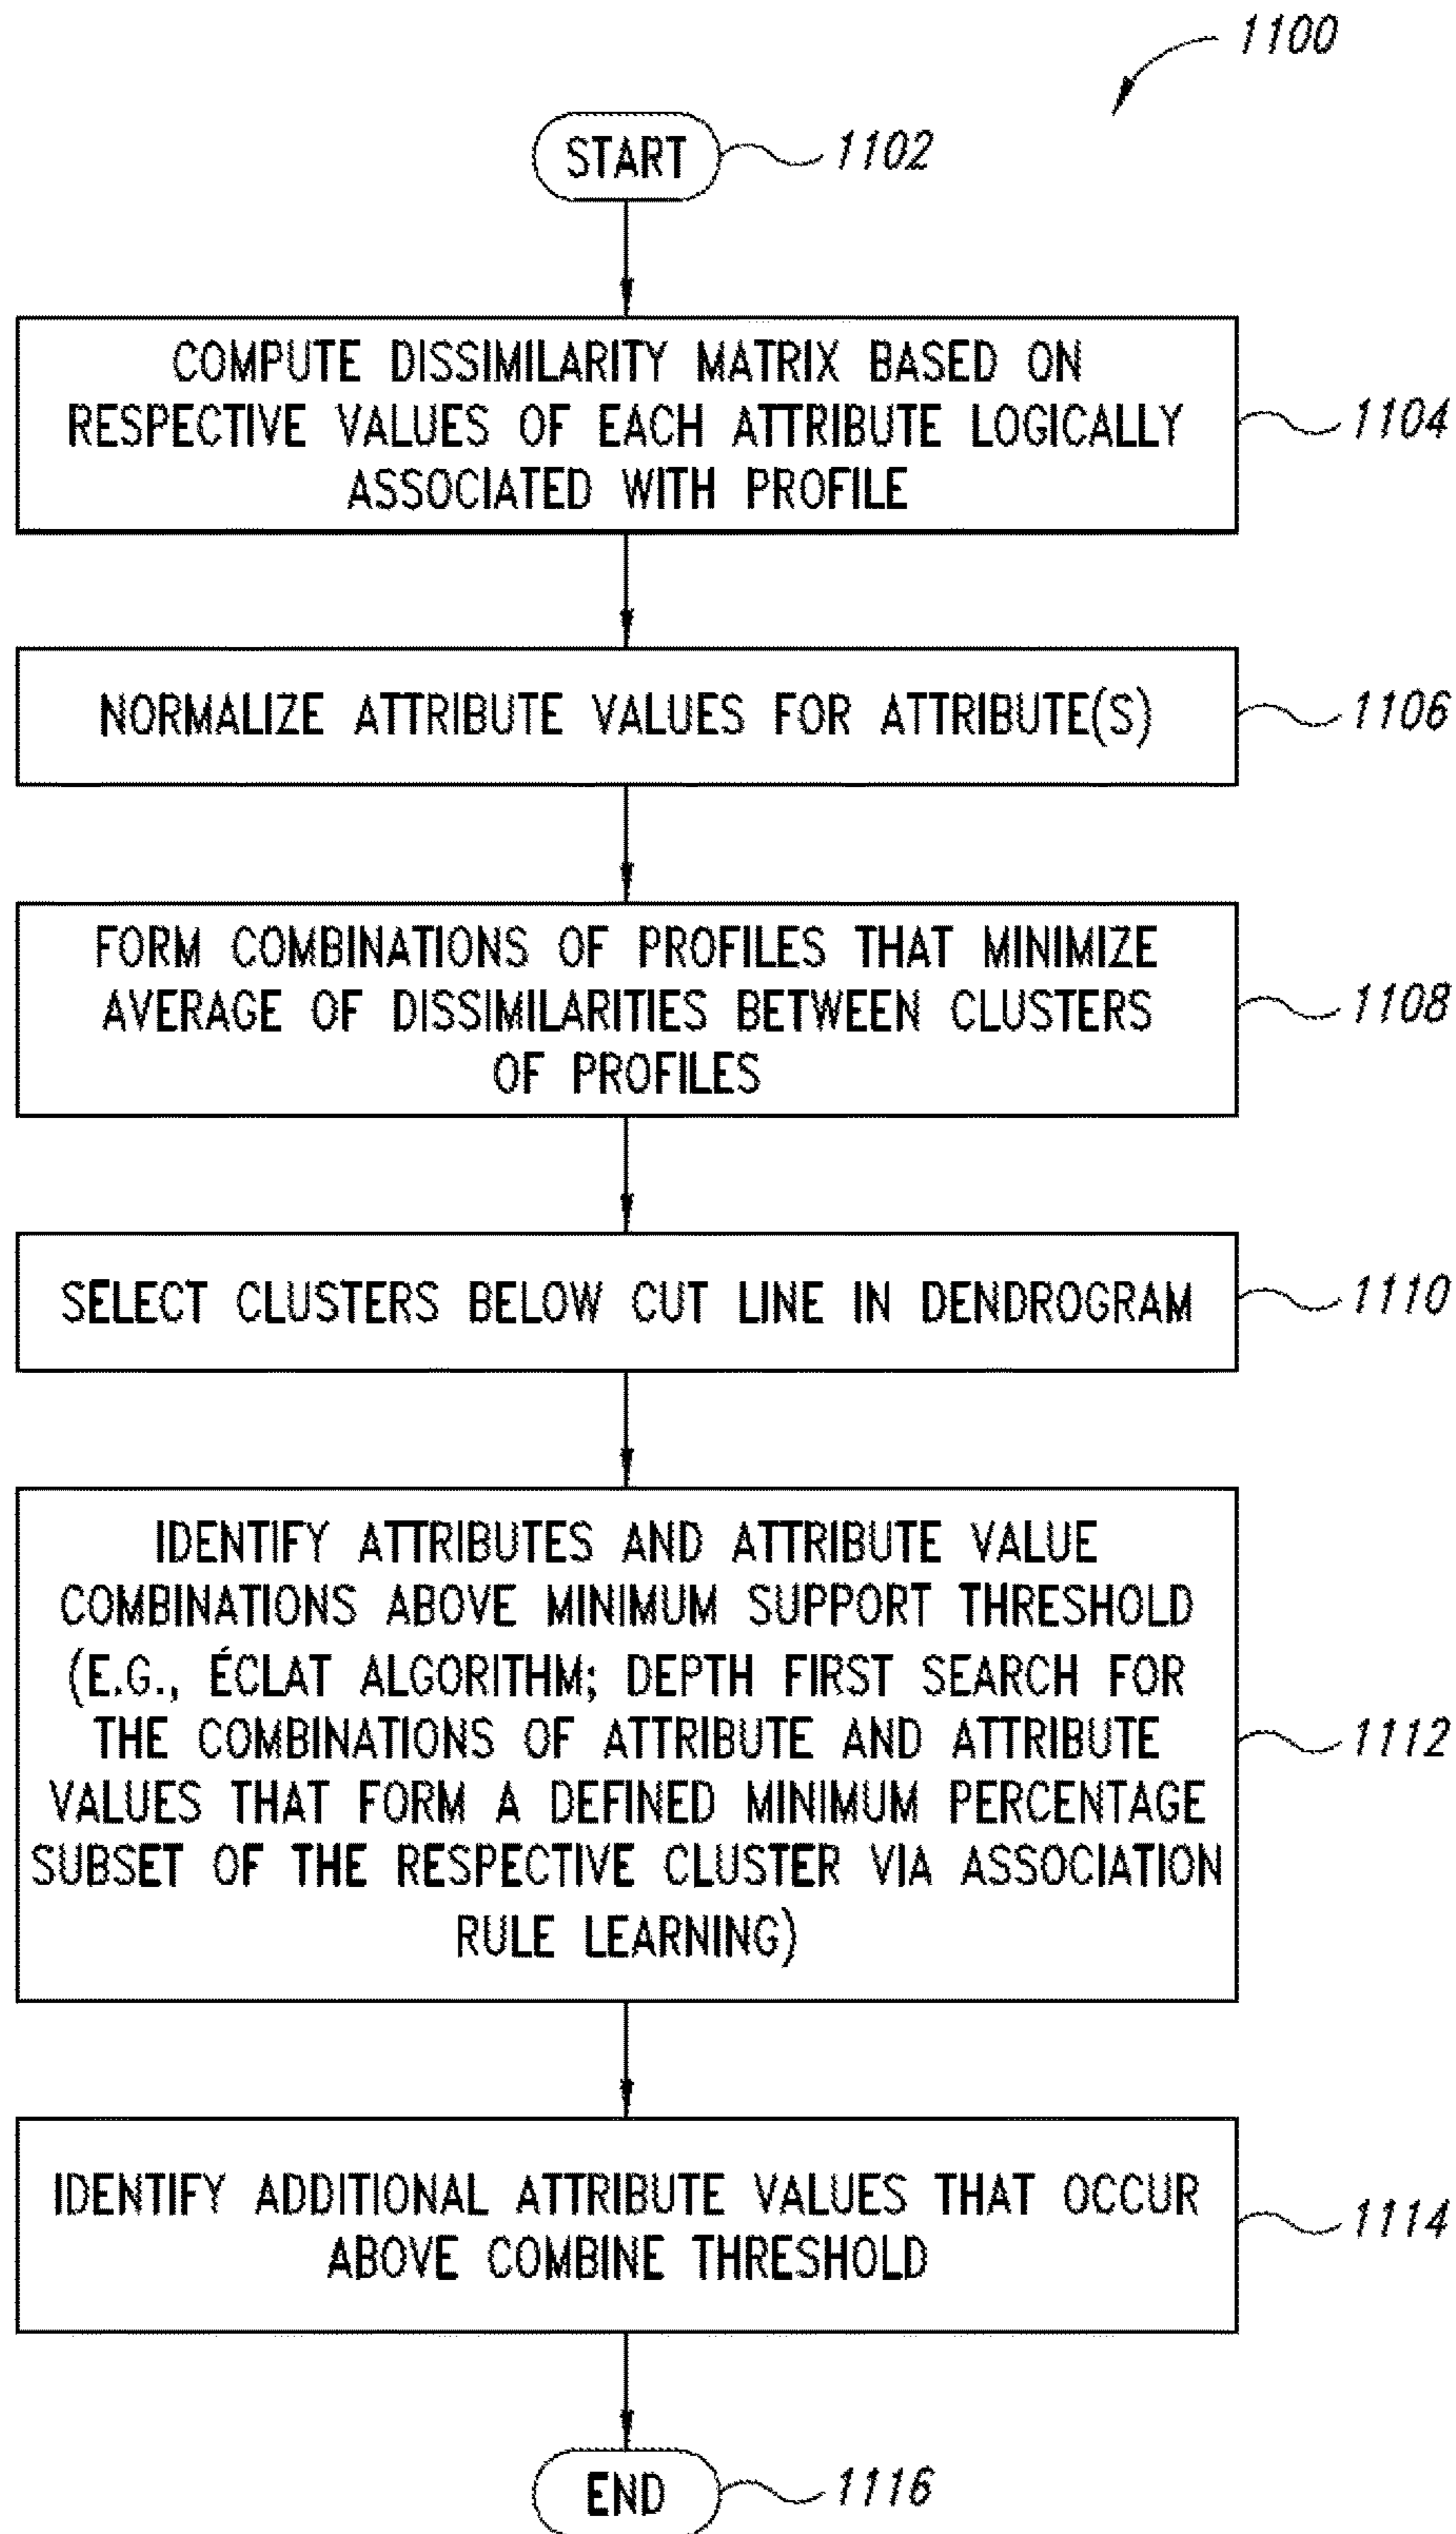 1100
START
1102
COMPUTE DISSIMILARITY MATRIX BASED ON
RESPECTIVE VALUES OF EACH ATTRIBUTE LOGICALLY
ASSOCIATED WITH PROFILE
1104
NORMALIZE ATTRIBUTE VALUES FOR ATTRIBUTE(S)
1106
FORM COMBINATIONS OF PROFILES THAT MINIMIZE
AVERAGE OF DISSIMILARITIES BETWEEN CLUSTERS
OF PROFILES
1108
SELECT CLUSTERS BELOW CUT LINE IN DENDROGRAM
1110
IDENTIFY ATTRIBUTES AND ATTRIBUTE VALUE
COMBINATIONS ABOVE MINIMUM SUPPORT THRESHOLD
(E.G., ÉCLAT ALGORITHM; DEPTH FIRST SEARCH FOR
THE COMBINATIONS OF ATTRIBUTE AND ATTRIBUTE
VALUES THAT FORM A DEFINED MINIMUM PERCENTAGE
SUBSET OF THE RESPECTIVE CLUSTER VIA ASSOCIATION
RULE LEARNING)
1112
IDENTIFY ADDITIONAL ATTRIBUTE VALUES THAT OCCUR
ABOVE COMBINE THRESHOLD
1114
END
1116